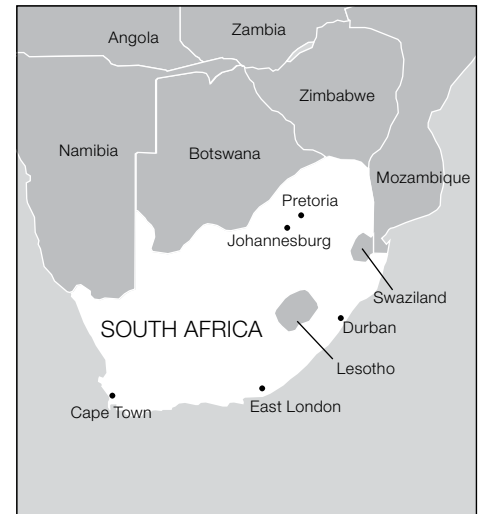 Zambia
Angola
Zimbabwe
Namibia
Botswana
Mozambique
Pretoria
Johannesburg
Swaziland
SOUTH AFRICA
Durban
Lesotho
East London
Cape Town